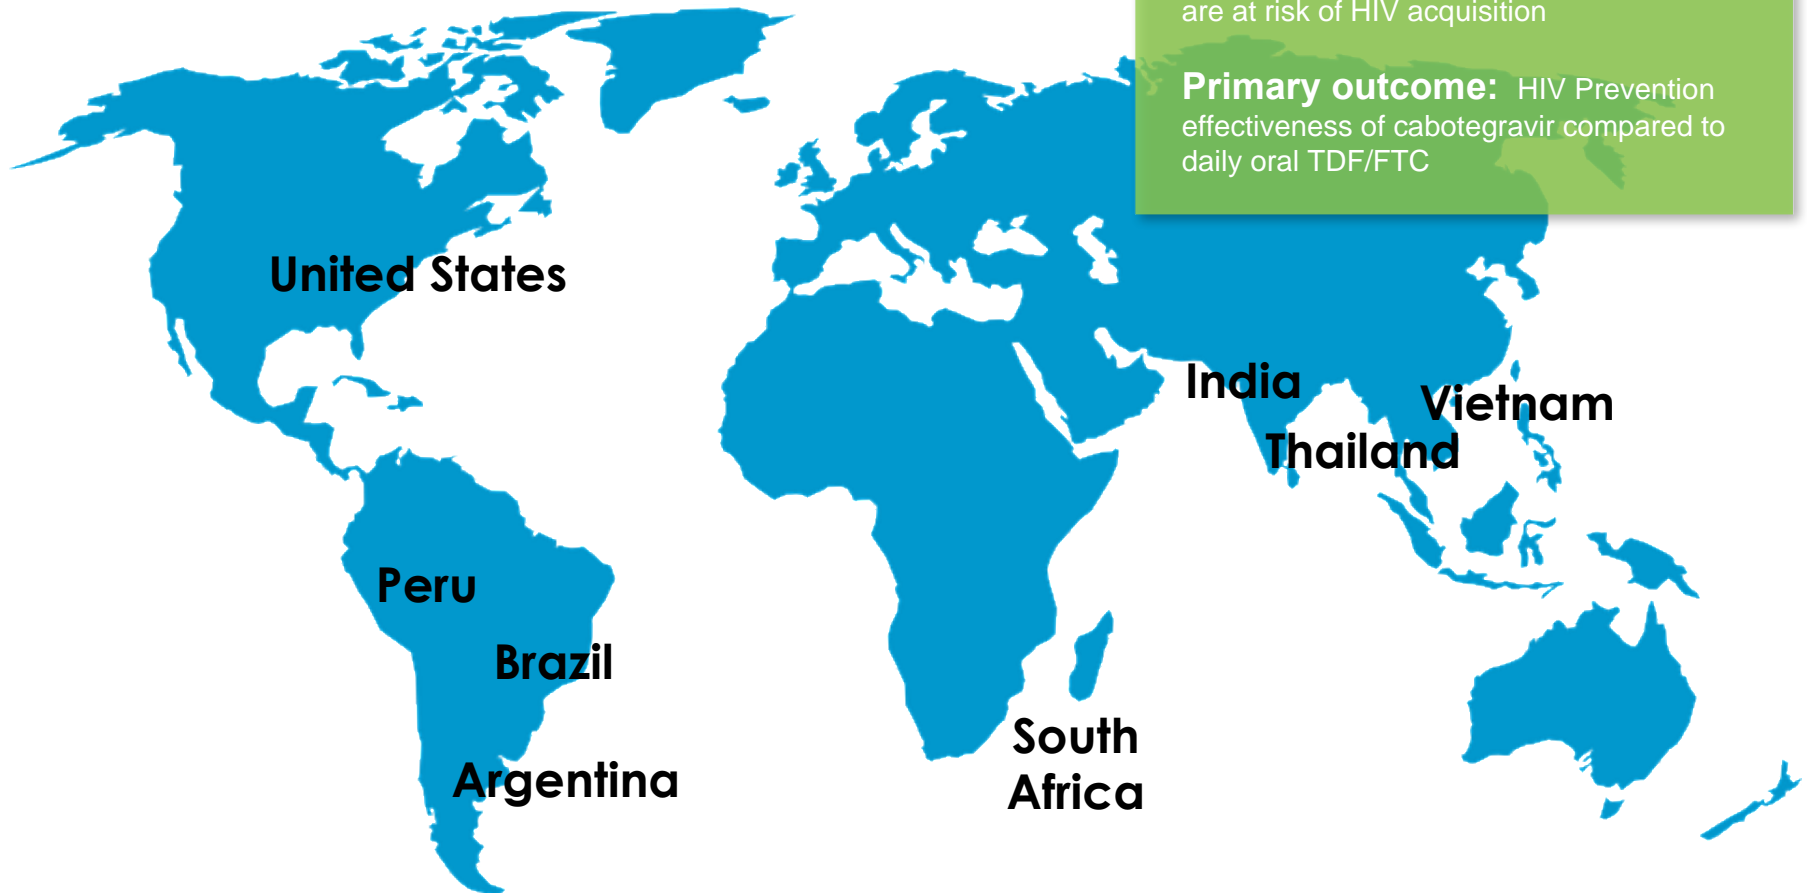 are at risk of HIV acquisition
Primary outcome: HIV Prevention
effectiveness of cabotegravir compared to
daily oral TDF/FTC
United States
India
Vietnam
Thailand
Peru
Brazil
South
Africa
Argentina